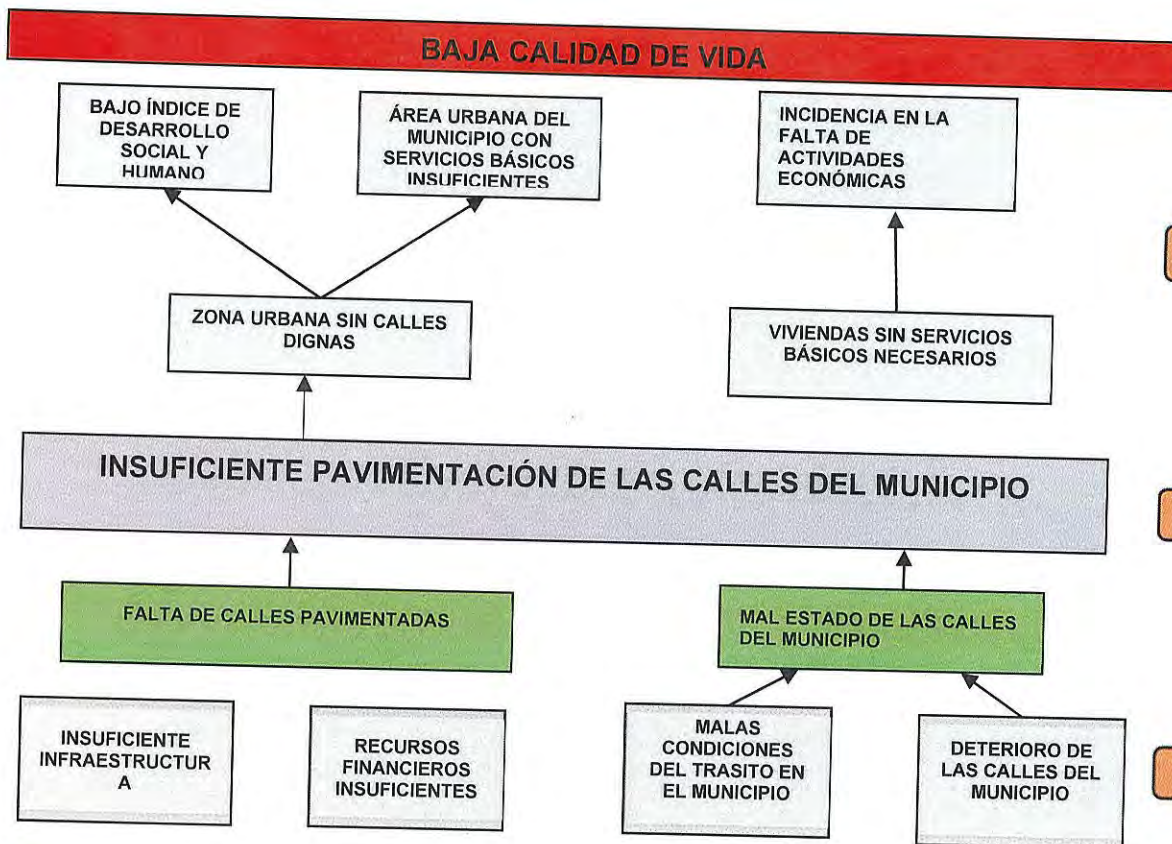 BAJA CALIDAD DE VIDA
BAJO ÍNDICE DE
DESARROLLO
SOCIAL Y
HUMANO
ÁREA URBANA DEL
MUNICIPIO CON
SERVICIOS BÁSICOS
INSUFICIENTES
INCIDENCIA EN LA
FALTA DE
ACTIVIDADES
ECONÓMICAS
ZONA URBANA SIN CALLES
DIGNAS
VIVIENDAS SIN SERVICIOS
BÁSICOS NECESARIOS
INSUFICIENTE PAVIMENTACIÓN DE LAS CALLES DEL MUNICIPIO
FALTA DE CALLES PAVIMENTADAS
MAL ESTADO DE LAS CALLES
DEL MUNICIPIO
INSUFICIENTE
INFRAESTRUCTUR
A
RECURSOS
FINANCIEROS
INSUFICIENTES
MALAS
CONDICIONES
DEL TRASITO EN
EL MUNICIPIO
DETERIORO DE
LAS CALLES DEL
MUNICIPIO